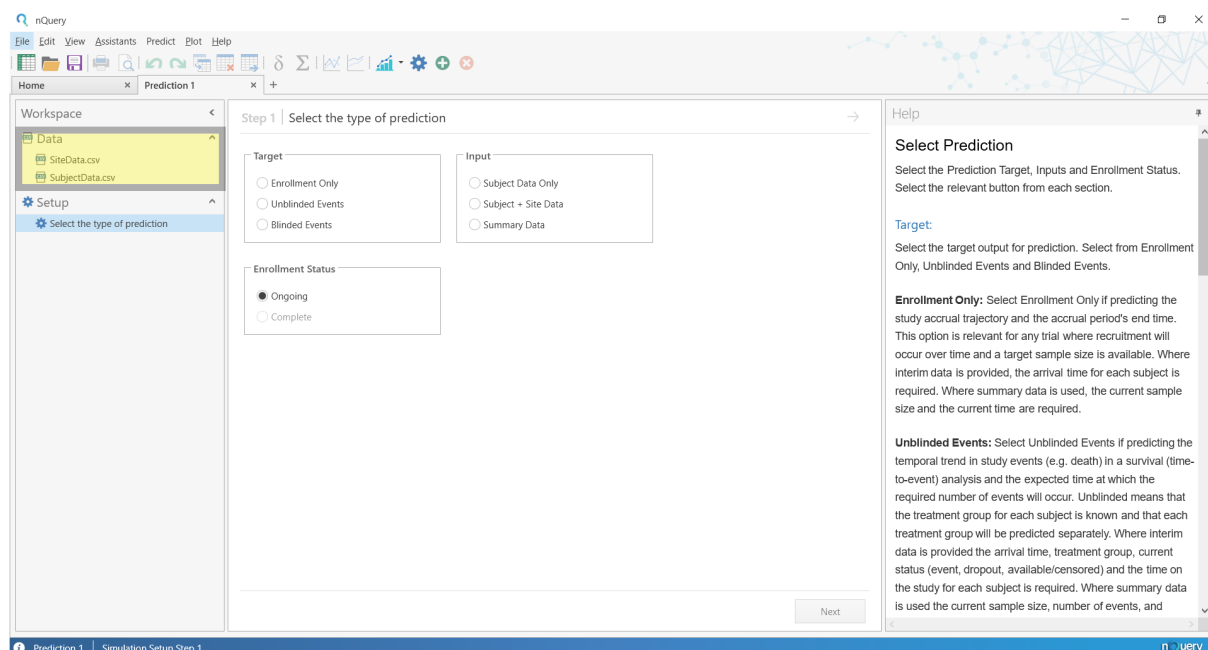 nQuery
File Edit View Assistants Predict Plot Help
Home Prediction 1
Workspace
Data
SiteData.csv
SubjectData.csv
Setup
Select the type of prediction
Step 1 Select the type of prediction
Target
Enrollment Only
Unblinded Events
Blinded Events
Input
Subject Data Only
Subject + Site Data
Summary Data
Enrollment Status
Ongoing
Complete
Next
Help
Select Prediction
Select the Prediction Target, Inputs and Enrollment Status.
Select the relevant button from each section.
Target:
Select the target output for prediction. Select from Enrollment
Only, Unblinded Events and Blinded Events.
Enrollment Only: Select Enrollment Only if predicting the
study accrual trajectory and the accrual period's end time.
This option is relevant for any trial where recruitment will
occur over time and a target sample size is available. Where
interim data is provided, the arrival time for each subject is
required. Where summary data is used, the current sample
size and the current time are required.
Unblinded Events: Select Unblinded Events if predicting the
temporal trend in study events (e.g. death) in a survival (time-
to-event) analysis and the expected time at which the
required number of events will occur. Unblinded means that
the treatment group for each subject is known and that each
treatment group will be predicted separately. Where interim
data is provided the arrival time, treatment group, current
status (event, dropout, available/censored) and the time on
the study for each subject is required. Where summary data
is used the current sample size, number of events, and
Prediction 1 Simulation Setup Step 1
nQuery